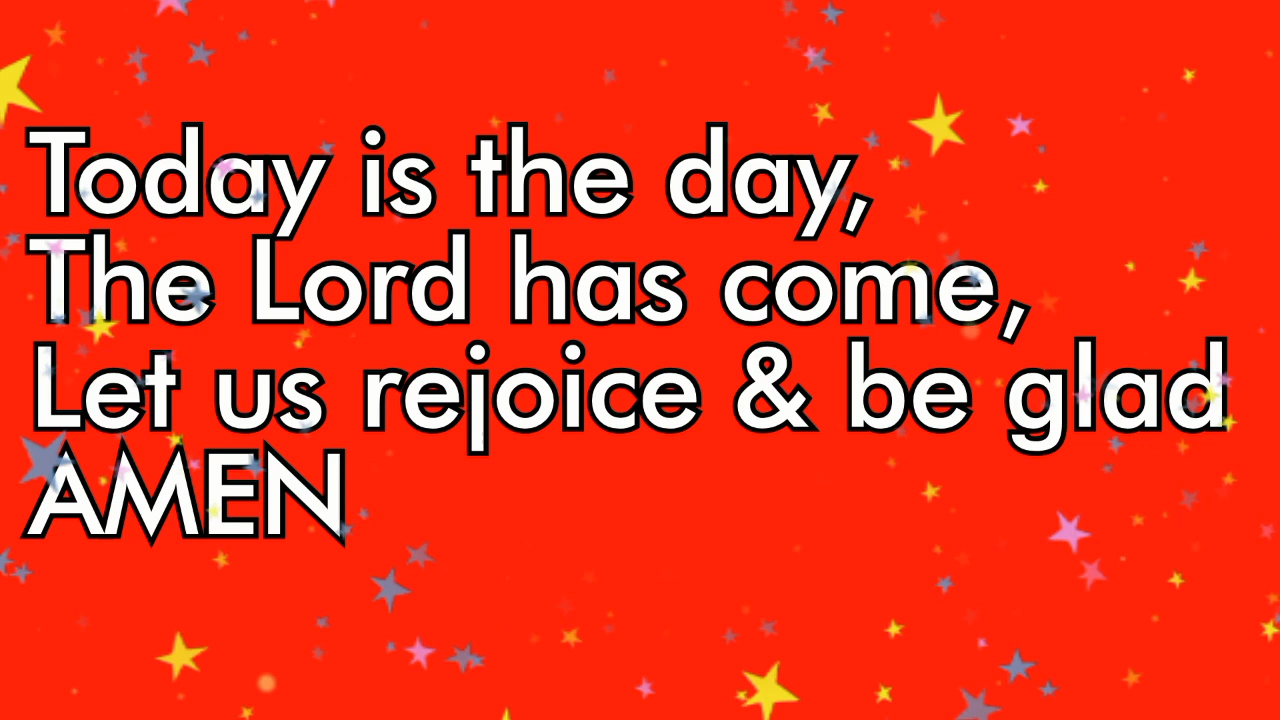 Today is the day,
The Lord has come,
Let us rejoice & be glad
AMEN